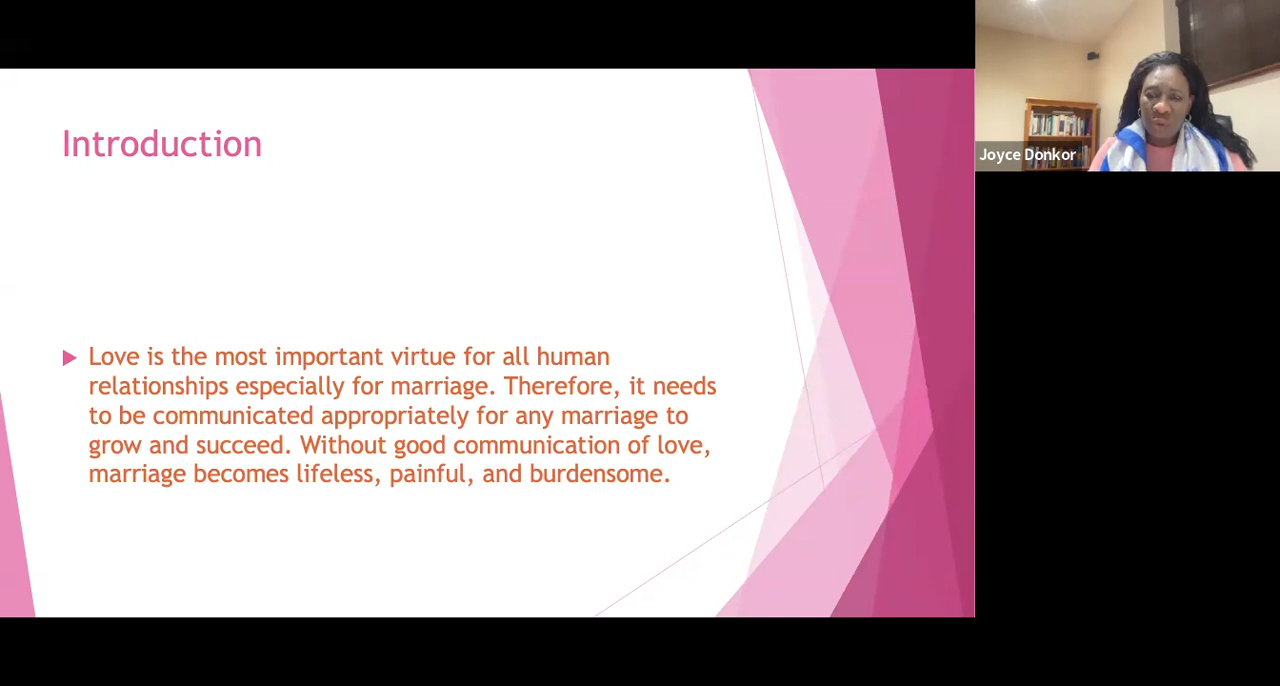 Introduction
Love is the most important virtue for all human
relationships especially for marriage. Therefore, it needs
to be communicated appropriately for any marriage to
grow and succeed. Without good communication of love,
marriage becomes lifeless, painful, and burdensome.
Joyce Donkor